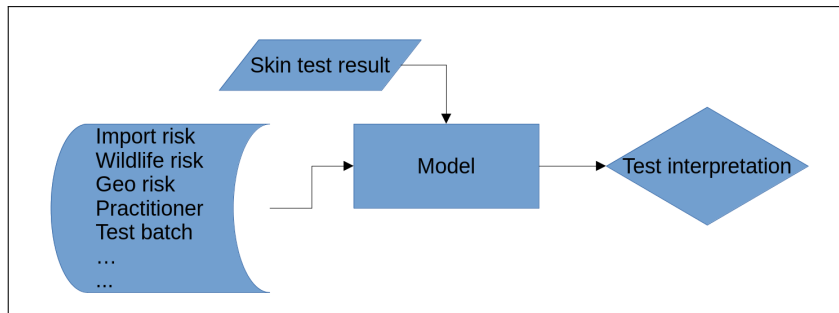 Skin test result
Import risk
Wildlife risk
Geo risk
Practitioner
Test batch
…
...
Model
Test interpretation